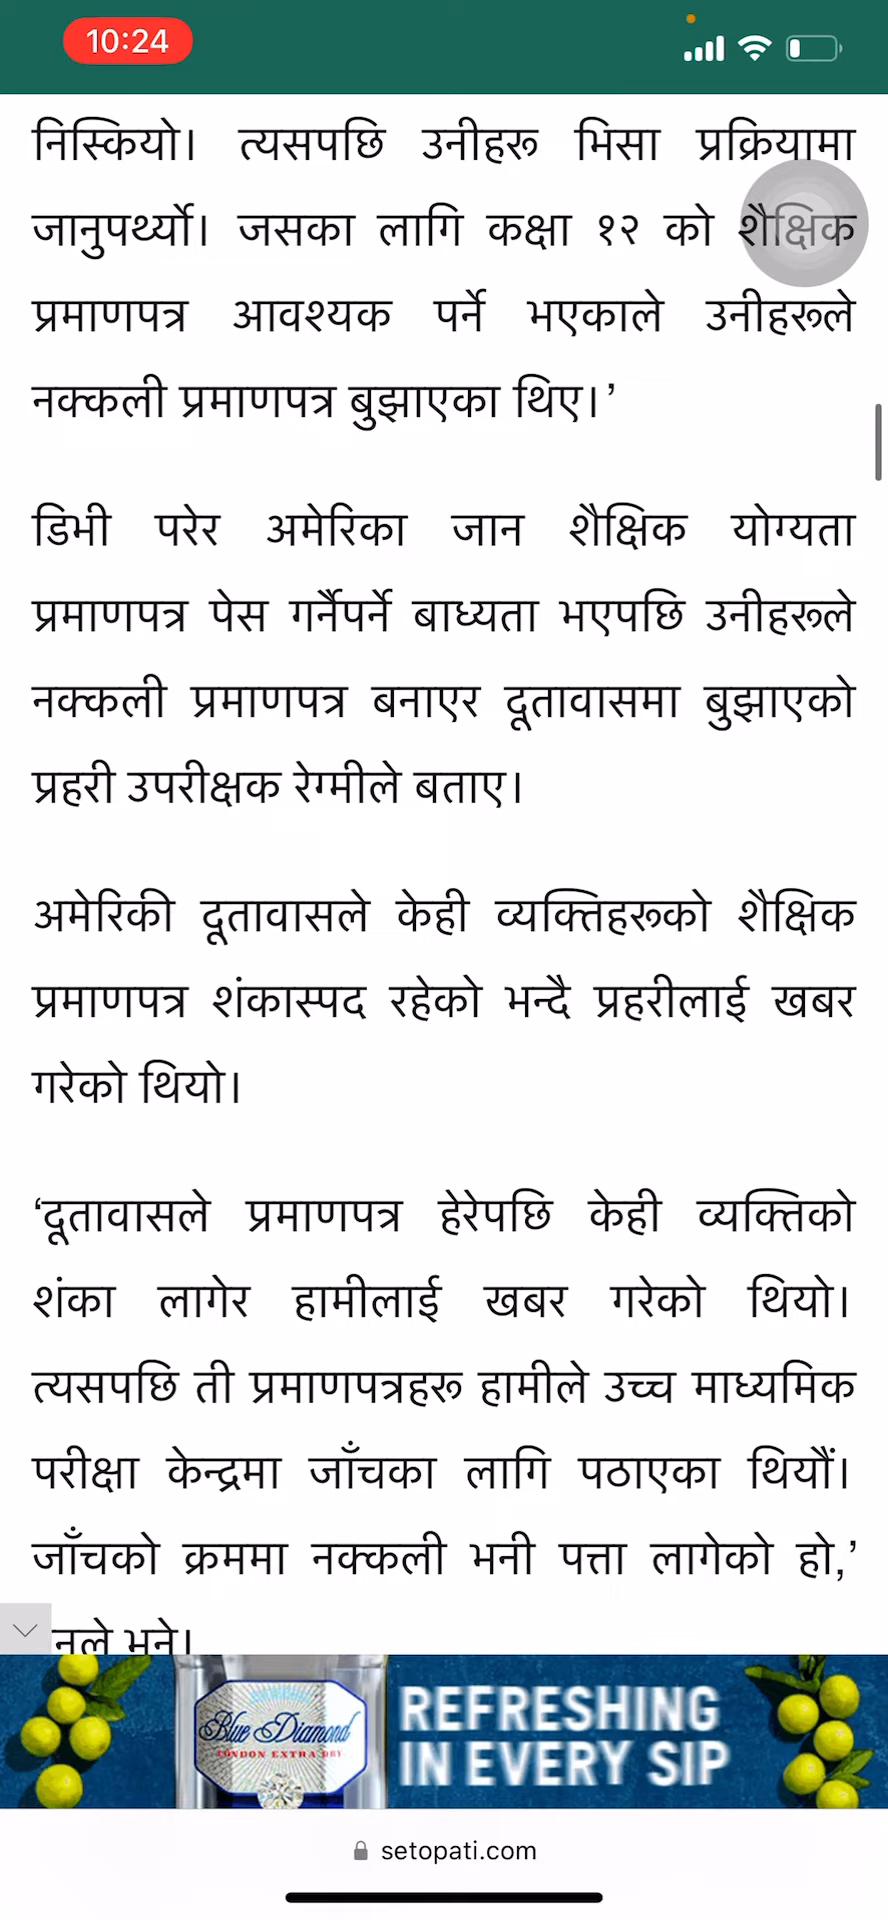 10:24
निस्कियो। त्यसपछि उनीहरू भिसा प्रक्रियामा
जानुपर्थ्यो। जसका लागि कक्षा १२ को शैक्षिक
प्रमाणपत्र आवश्यक पर्ने भएकाले उनीहरूले
नक्कली प्रमाणपत्र बुझाएका थिए।’
डिभी परेर अमेरिका जान शैक्षिक योग्यता
प्रमाणपत्र पेस गर्नैपर्ने बाध्यता भएपछि उनीहरूले
नक्कली प्रमाणपत्र बनाएर दूतावासमा बुझाएको
प्रहरी उपरीक्षक रेग्मीले बताए।
अमेरिकी दूतावासले केही व्यक्तिहरूको शैक्षिक
प्रमाणपत्र शंकास्पद रहेको भन्दै प्रहरीलाई खबर
गरेको थियो।
‘दूतावासले प्रमाणपत्र हेरेपछि केही व्यक्तिको
शंका लागेर हामीलाई खबर गरेको थियो।
त्यसपछि ती प्रमाणपत्रहरू हामीले उच्च माध्यमिक
परीक्षा केन्द्रमा जाँचका लागि पठाएका थियौं।
जाँचको क्रममा नक्कली भनी पत्ता लागेको हो,’
नले भने।
Blue Diamond
LONDON EXTRA DRY
REFRESHING
IN EVERY SIP
setopati.com